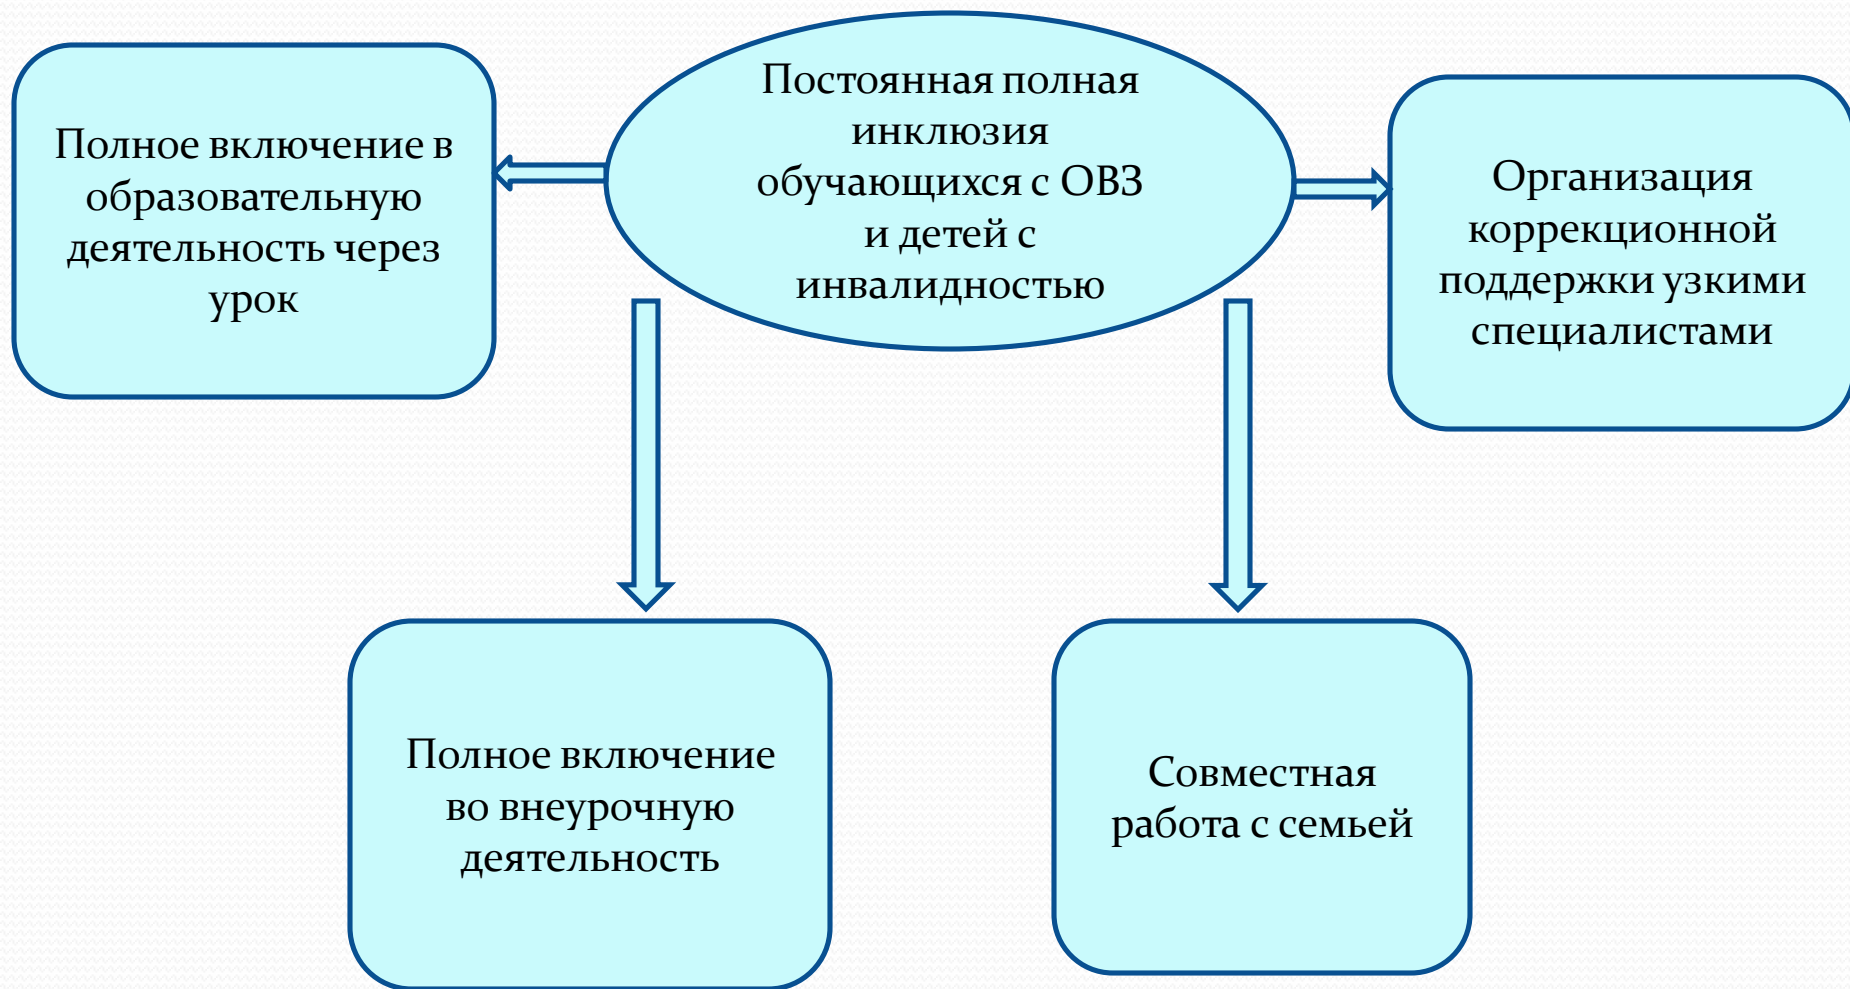 Постоянная полная
инклюзия
обучающихся с ОВЗ
и детей с
инвалидностью
Полное включение в
образовательную
деятельность через
урок
Организация
коррекционной
поддержки узкими
специалистами
Полное включение
во внеурочную
деятельность
Совместная
работа с семьей